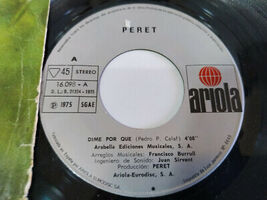 PERET
A
45 STEREO
16.098 - A
D. L. B. 21224 - 1975
℗ 1975 SGAE
ariola
DIME POR QUE (Pedro P. Calaf) 4'08"
Arabella Ediciones Musicales, S. A.
Arreglos Musicales: Francisco Burrull
Ingeniero de Sonido: Juan Sirvent
Producción: PERET
Ariola-Eurodisc, S. A.